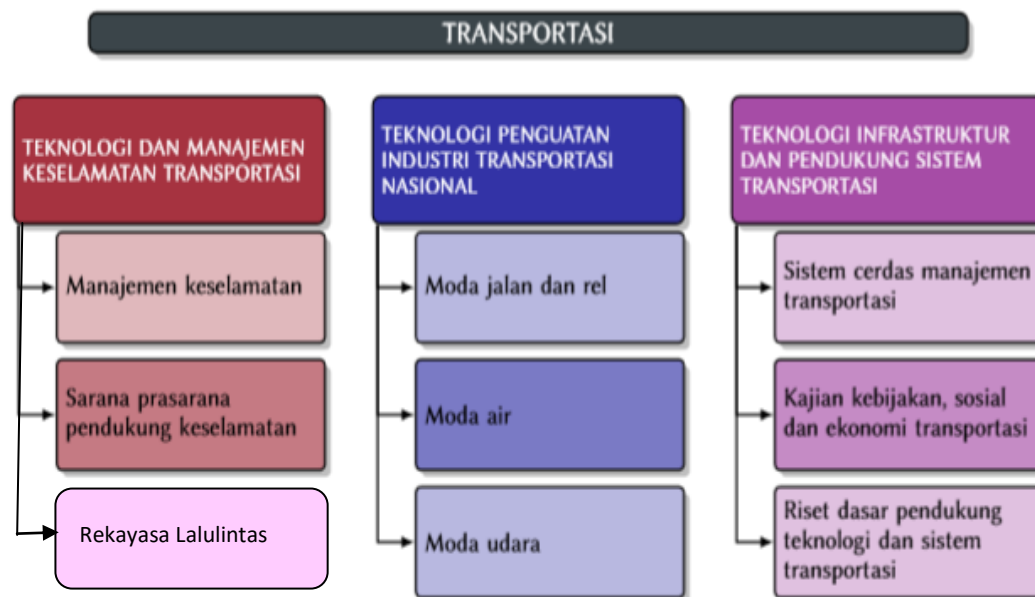 TRANSPORTASI
TEKNOLOGI DAN MANAJEMEN
KESELAMATAN TRANSPORTASI
Manajemen keselamatan
Sarana prasarana
pendukung keselamatan
Rekayasa Lalulintas
TEKNOLOGI PENGUATAN
INDUSTRI TRANSPORTASI
NASIONAL
Moda jalan dan rel
Moda air
Moda udara
TEKNOLOGI INFRASTRUKTUR
DAN PENDUKUNG SISTEM
TRANSPORTASI
Sistem cerdas manajemen
transportasi
Kajian kebijakan, sosial
dan ekonomi transportasi
Riset dasar pendukung
teknologi dan sistem
transportasi